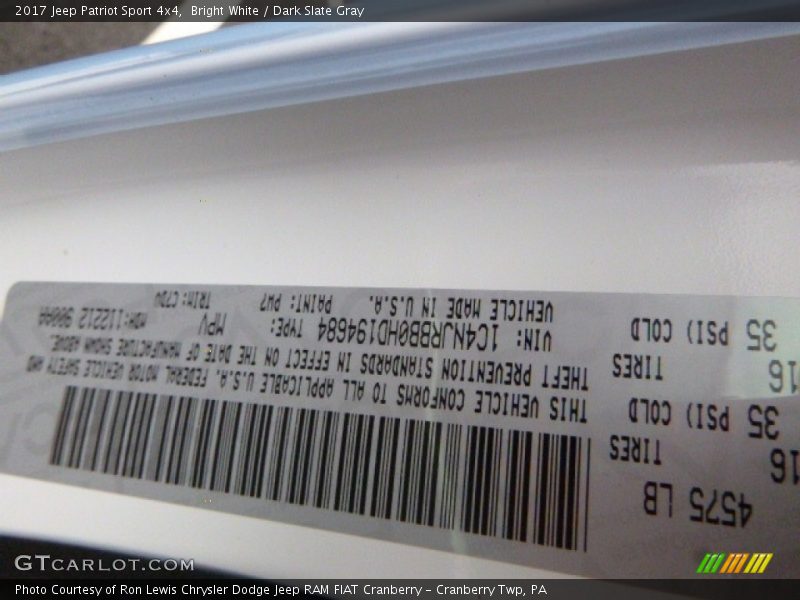 2017 Jeep Patriot Sport 4x4, Bright White / Dark Slate Gray
4575 LB
TIRES
35 PSI) COLD
TIRES
35 PSI) COLD
THIS VEHICLE CONFORMS TO ALL APPLICABLE U.S.A. FEDERAL MOTOR VEHICLE SAFETY AND
THEFT PREVENTION STANDARDS IN EFFECT ON THE DATE OF MANUFACTURE SHOWN ABOVE.
VIN: 1C4NJRBB0HD194684 TYPE: MPV MDH:112212 900AA
VEHICLE MADE IN U.S.A. PAINT: PW7 TRIM:C7DV
GTCARLOT.COM
Photo Courtesy of Ron Lewis Chrysler Dodge Jeep RAM FIAT Cranberry - Cranberry Twp, PA